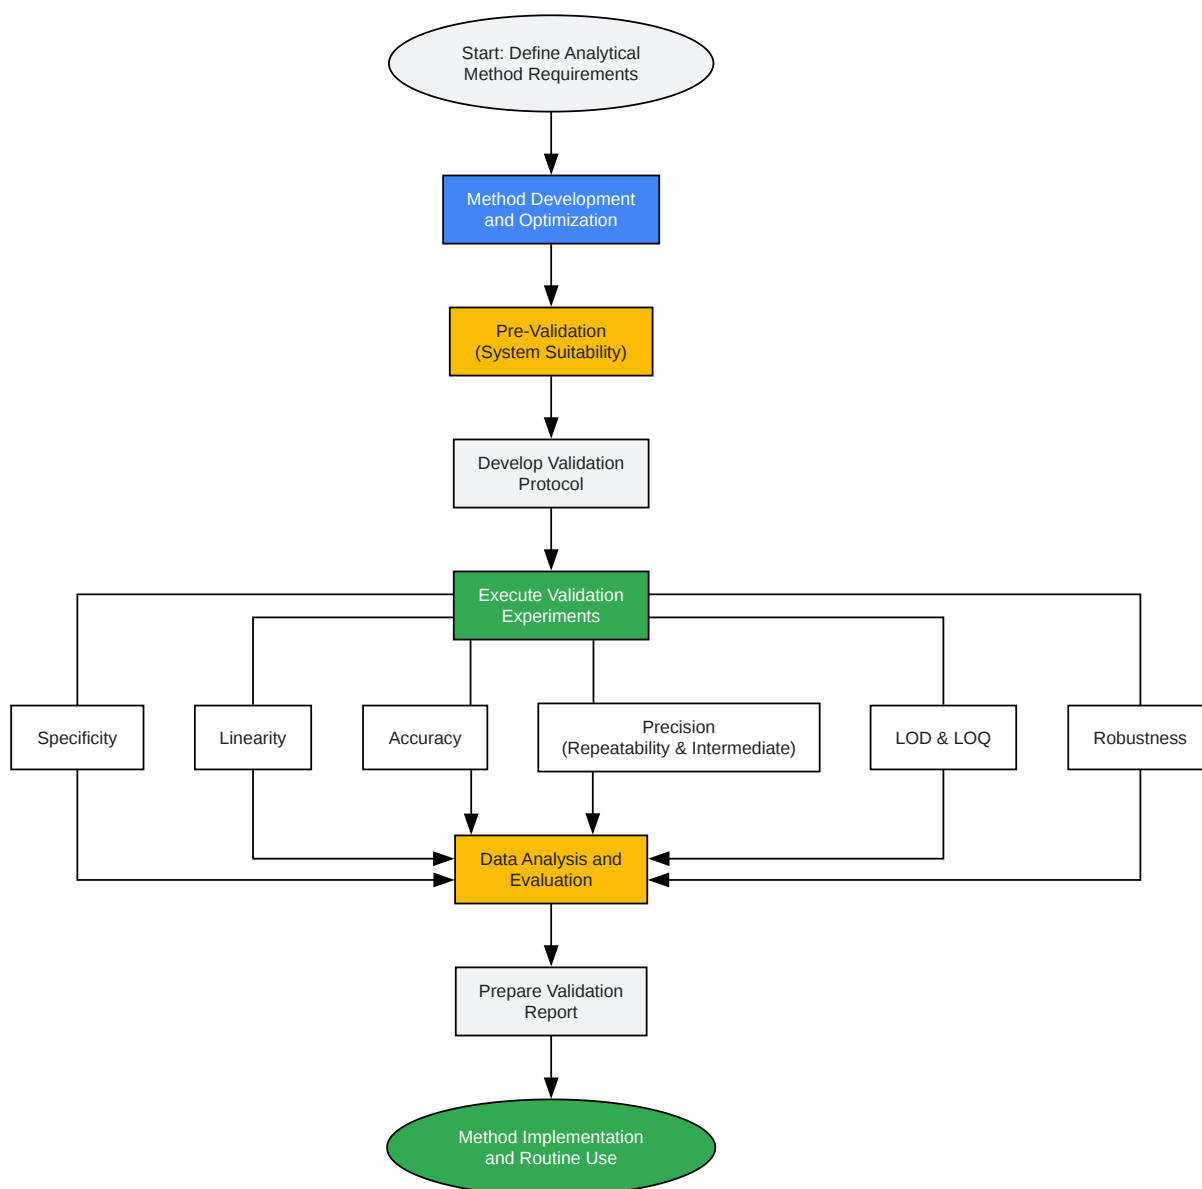 Start: Define Analytical
Method Requirements
Method Development
and Optimization
Pre-Validation
(System Suitability)
Develop Validation
Protocol
Execute Validation
Experiments
Specificity
Linearity
Accuracy
Precision
(Repeatability & Intermediate)
LOD & LOQ
Robustness
Data Analysis and
Evaluation
Prepare Validation
Report
Method Implementation
and Routine Use